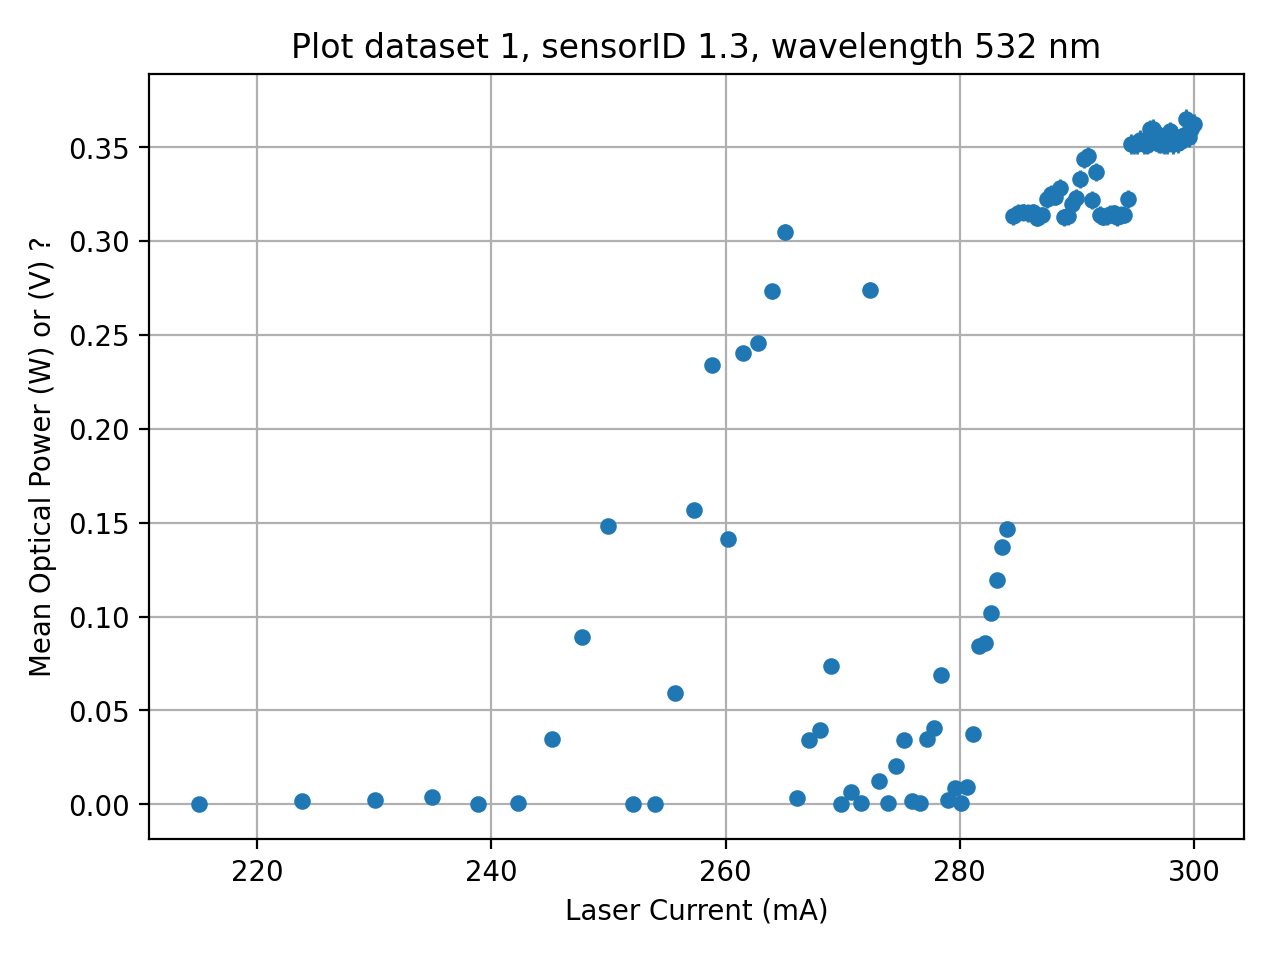 Plot dataset 1, sensorID 1.3, wavelength 532 nm
Mean Optical Power (W) or (V) ?
0.35
0.30
0.25
0.20
0.15
0.10
0.05
0.00
220 240 260 280 300
Laser Current (mA)